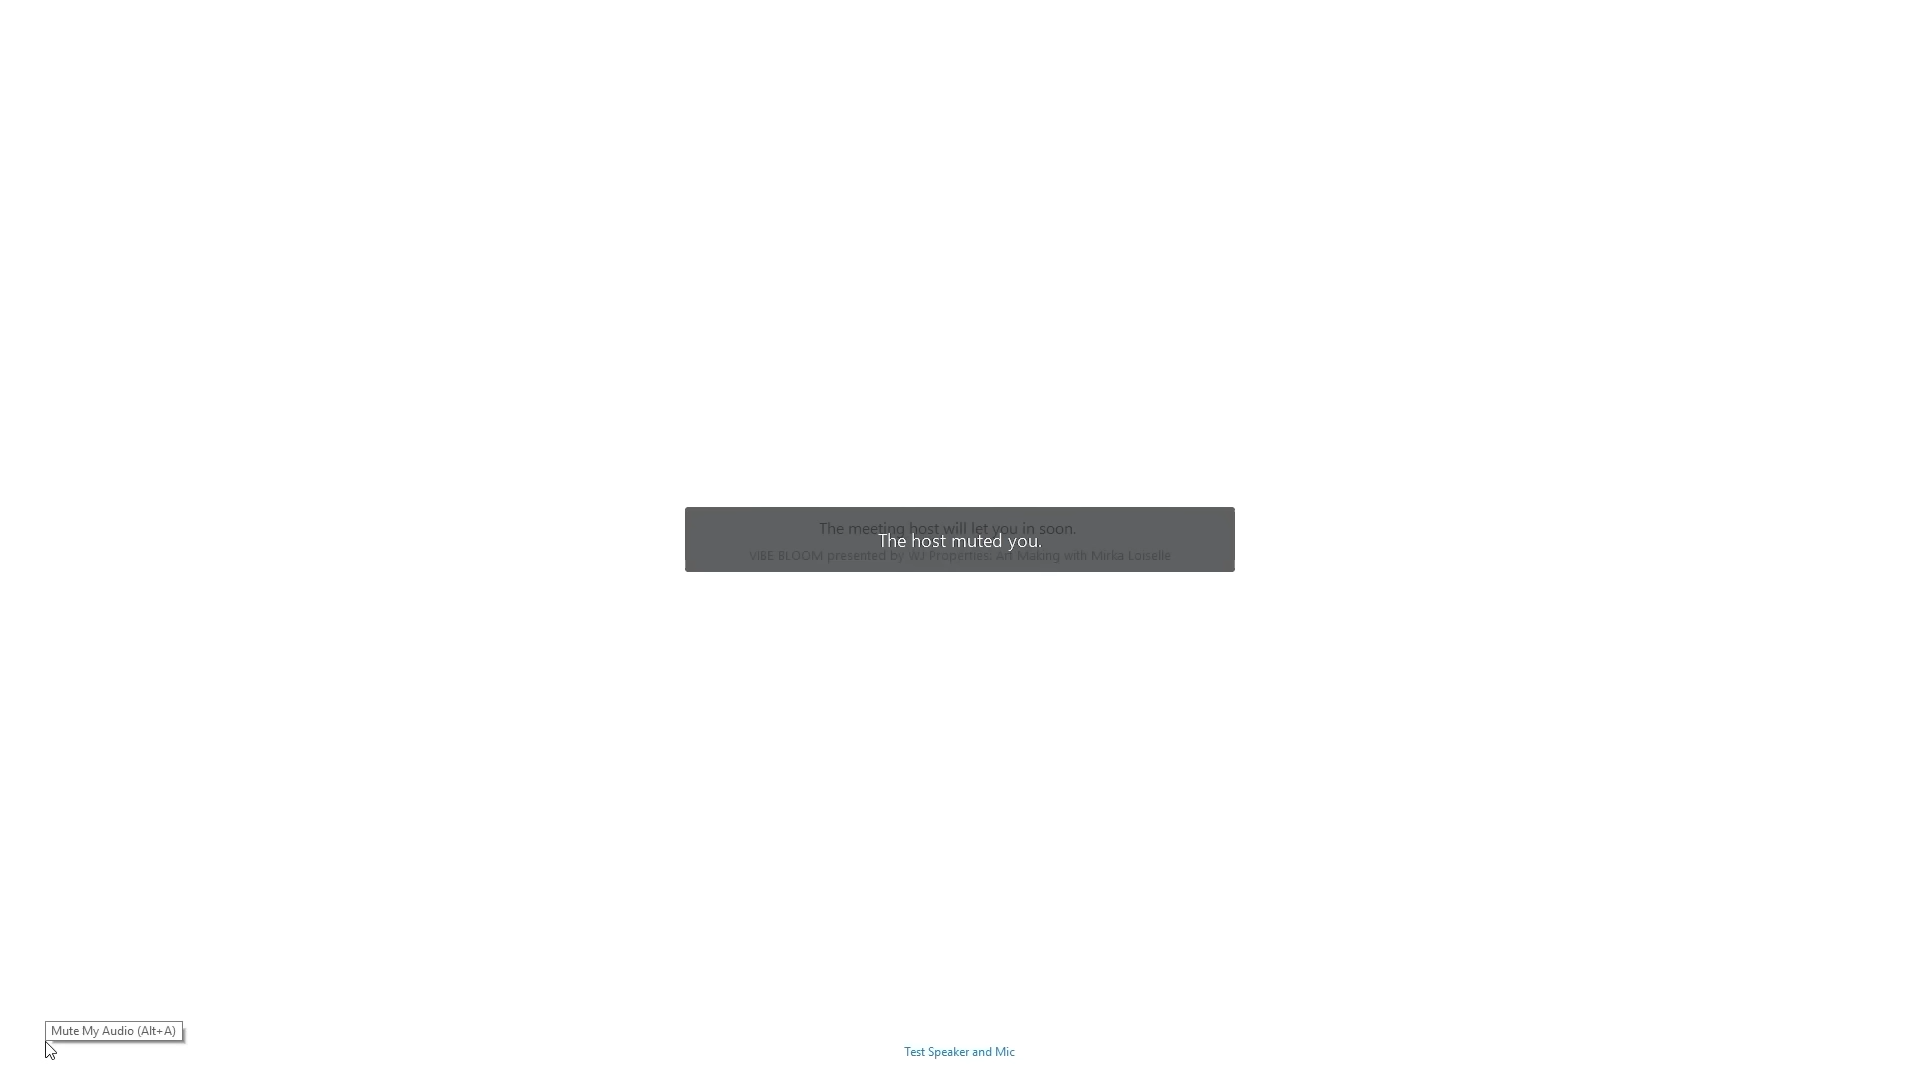 The meeting host will let you in soon.
The host muted you.
VIBE BLOOM presented by WJ Properties: Art Making with Mirka Loiselle
Mute My Audio (Alt+A)
Test Speaker and Mic